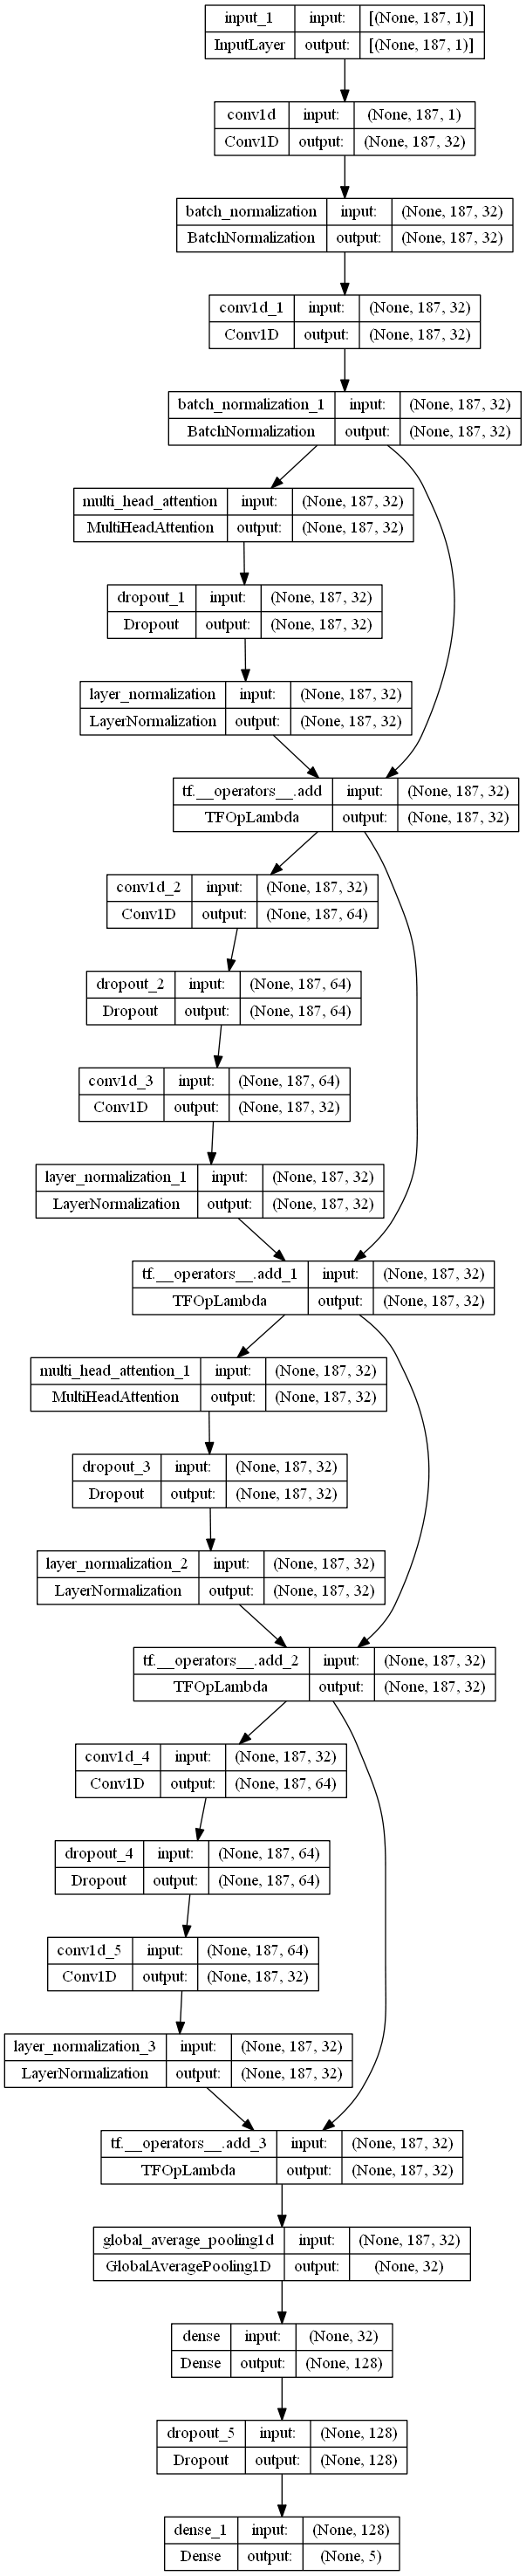 input_1 input: [(None, 187, 1)]
InputLayer output: [(None, 187, 1)]
conv1d input: (None, 187, 1)
Conv1D output: (None, 187, 32)
batch_normalization input: (None, 187, 32)
BatchNormalization output: (None, 187, 32)
conv1d_1 input: (None, 187, 32)
Conv1D output: (None, 187, 32)
batch_normalization_1 input: (None, 187, 32)
BatchNormalization output: (None, 187, 32)
multi_head_attention input: (None, 187, 32)
MultiHeadAttention output: (None, 187, 32)
dropout_1 input: (None, 187, 32)
Dropout output: (None, 187, 32)
layer_normalization input: (None, 187, 32)
LayerNormalization output: (None, 187, 32)
tf.__operators__.add input: (None, 187, 32)
TFOpLambda output: (None, 187, 32)
conv1d_2 input: (None, 187, 32)
Conv1D output: (None, 187, 64)
dropout_2 input: (None, 187, 64)
Dropout output: (None, 187, 64)
conv1d_3 input: (None, 187, 64)
Conv1D output: (None, 187, 32)
layer_normalization_1 input: (None, 187, 32)
LayerNormalization output: (None, 187, 32)
tf.__operators__.add_1 input: (None, 187, 32)
TFOpLambda output: (None, 187, 32)
multi_head_attention_1 input: (None, 187, 32)
MultiHeadAttention output: (None, 187, 32)
dropout_3 input: (None, 187, 32)
Dropout output: (None, 187, 32)
layer_normalization_2 input: (None, 187, 32)
LayerNormalization output: (None, 187, 32)
tf.__operators__.add_2 input: (None, 187, 32)
TFOpLambda output: (None, 187, 32)
conv1d_4 input: (None, 187, 32)
Conv1D output: (None, 187, 64)
dropout_4 input: (None, 187, 64)
Dropout output: (None, 187, 64)
conv1d_5 input: (None, 187, 64)
Conv1D output: (None, 187, 32)
layer_normalization_3 input: (None, 187, 32)
LayerNormalization output: (None, 187, 32)
tf.__operators__.add_3 input: (None, 187, 32)
TFOpLambda output: (None, 187, 32)
global_average_pooling1d input: (None, 187, 32)
GlobalAveragePooling1D output: (None, 32)
dense input: (None, 32)
Dense output: (None, 128)
dropout_5 input: (None, 128)
Dropout output: (None, 128)
dense_1 input: (None, 128)
Dense output: (None, 5)